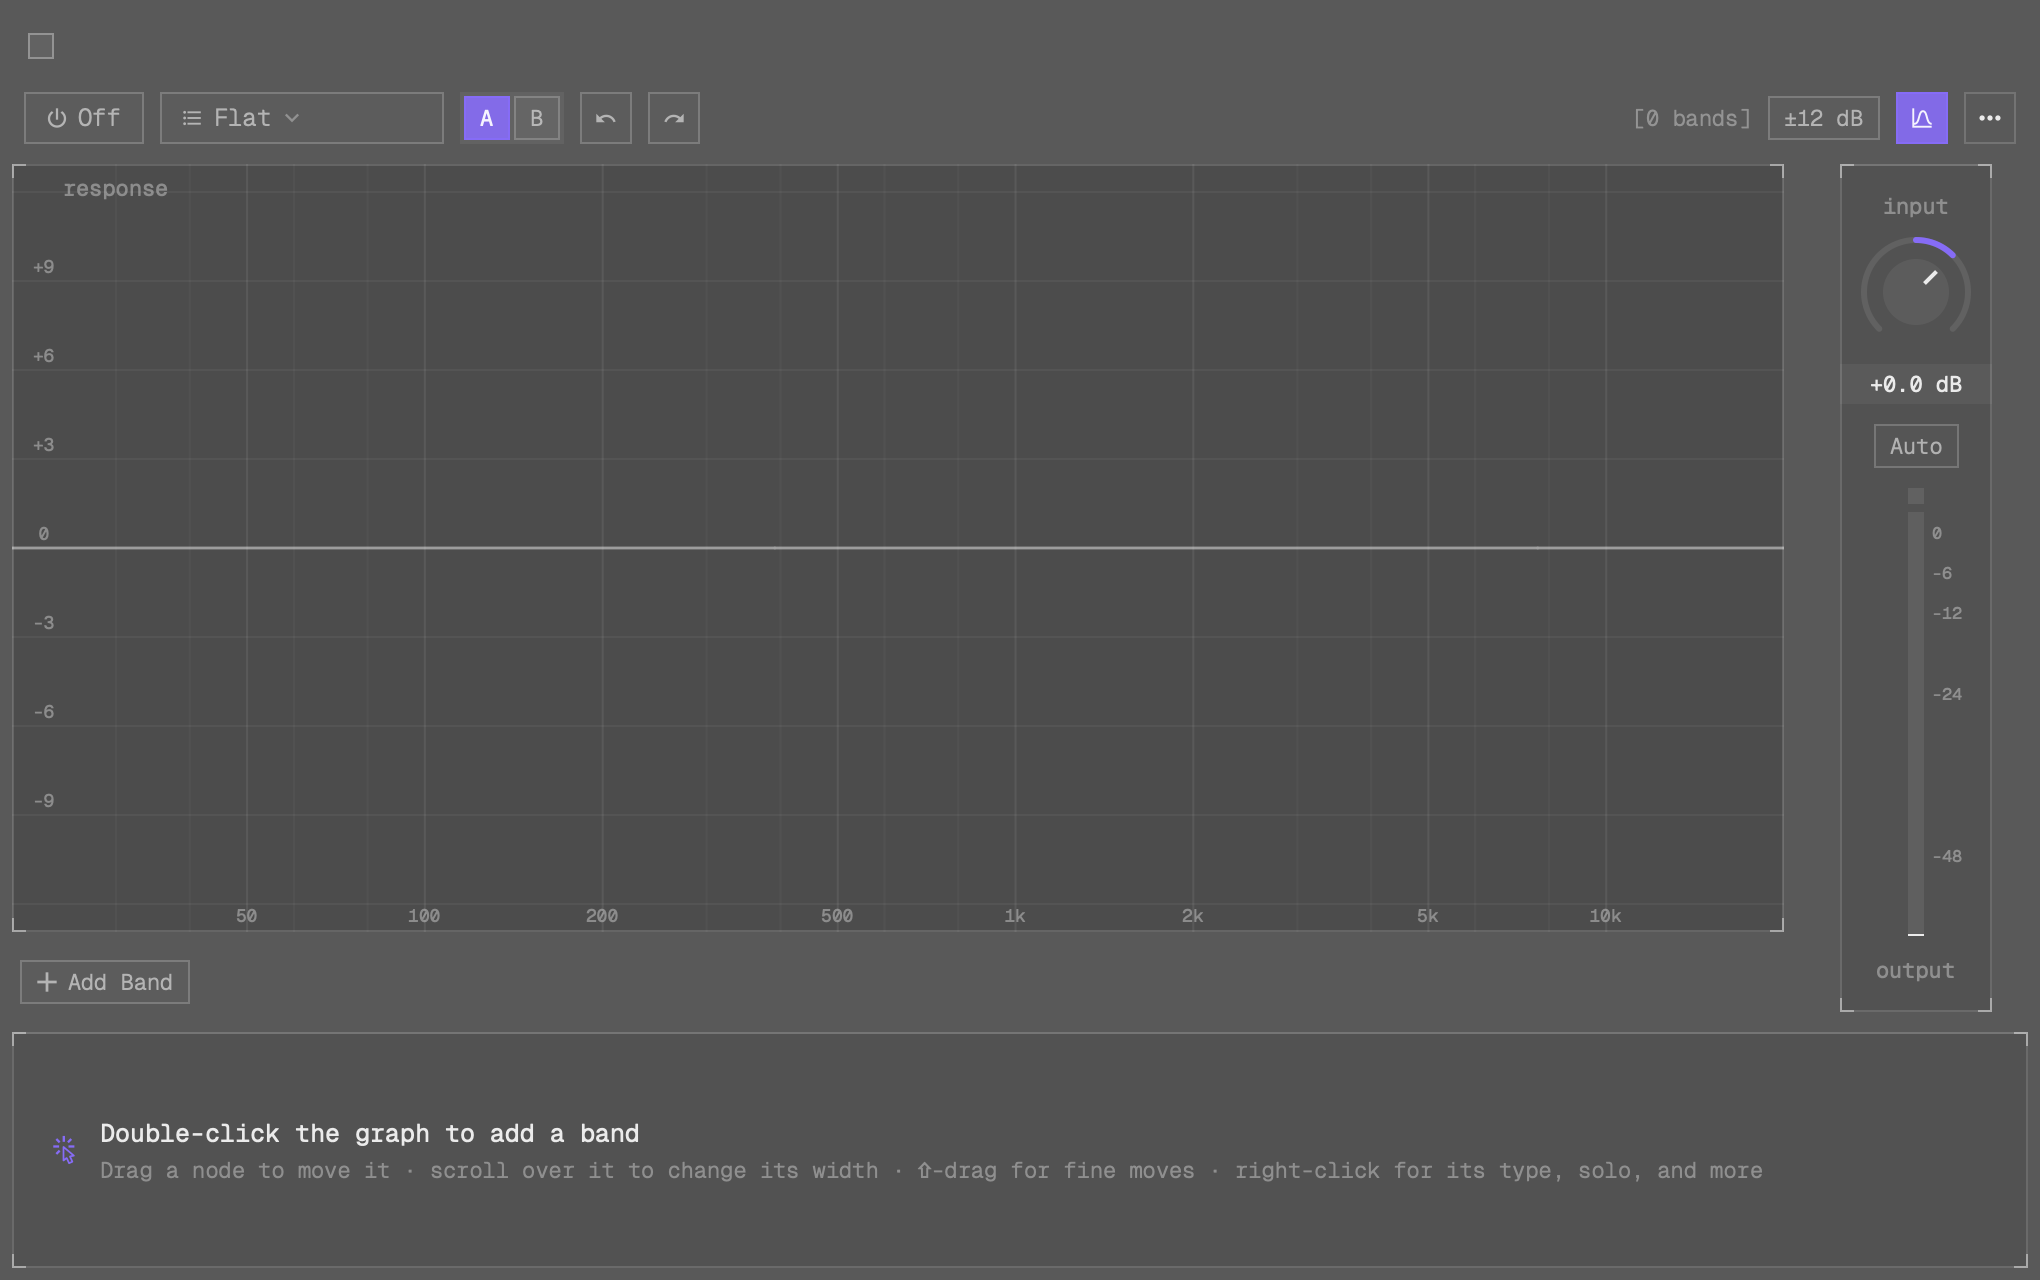 Off Flat A B [0 bands] ±12 dB
response
input
+9
+6
+3
0
-3
-6
-9
50 100 200 500 1k 2k 5k 10k
+0.0 dB
Auto
0
-6
-12
-24
-48
output
Add Band
Double-click the graph to add a band
Drag a node to move it · scroll over it to change its width · ⇧-drag for fine moves · right-click for its type, solo, and more